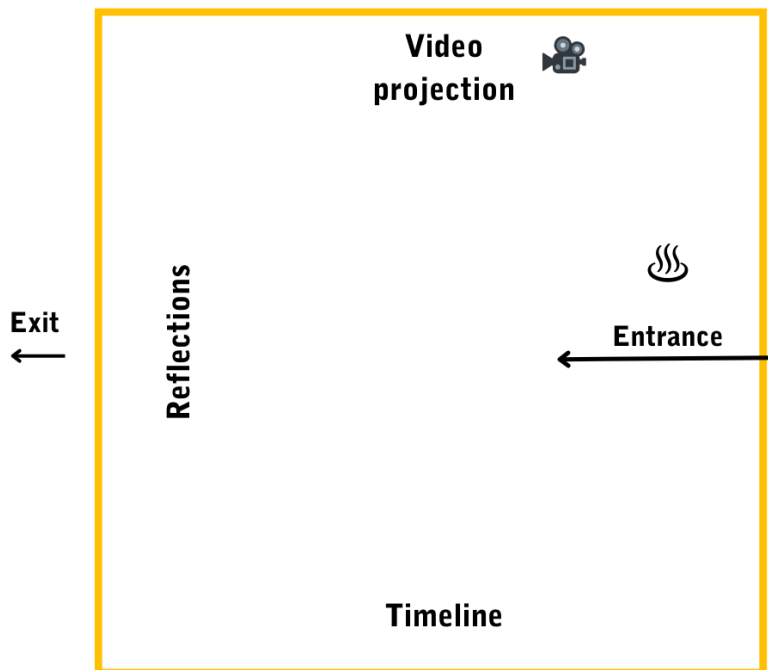 Video
projection
Exit
Reflections
Entrance
Timeline